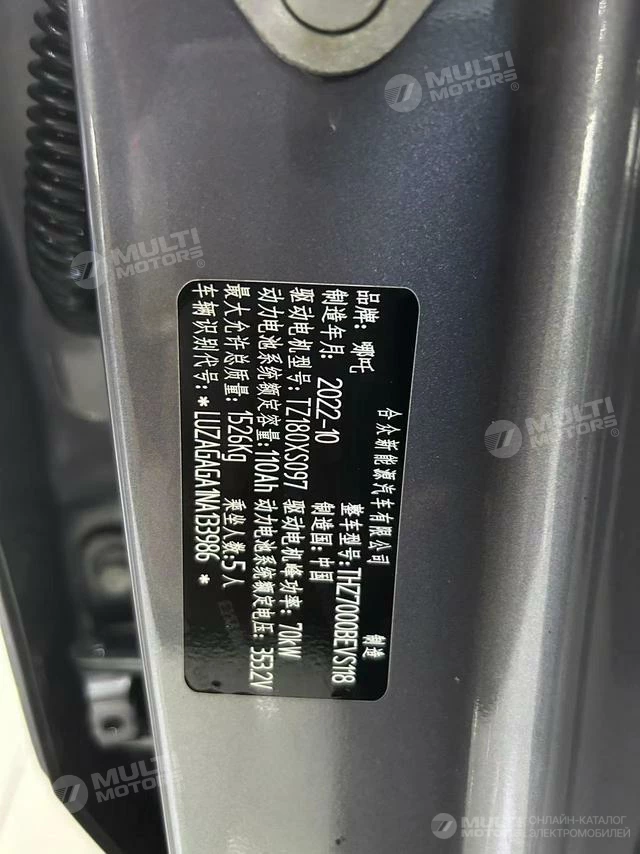 MULTI
MOTORS®
MULTI
MOTORS®
合众新能源汽车有限公司 制造
品牌: 哪吒 整车型号: THZ7000BEVS118
制造年月: 2022-10 制造国: 中国
驱动电机型号: TZ180XS097 驱动电机峰功率: 70kW
动力电池系统额定容量: 110Ah 动力电池系统额定电压: 353.2V
最大允许总质量: 1526Kg 乘坐人数: 5人
车辆识别代号: *LUZAGAGA1NA133986*
MULTI
MOTORS®
MULTI
MOTORS®
MULTI ОНЛАЙН-КАТАЛОГ
MOTORS ЭЛЕКТРОМОБИЛЕЙ